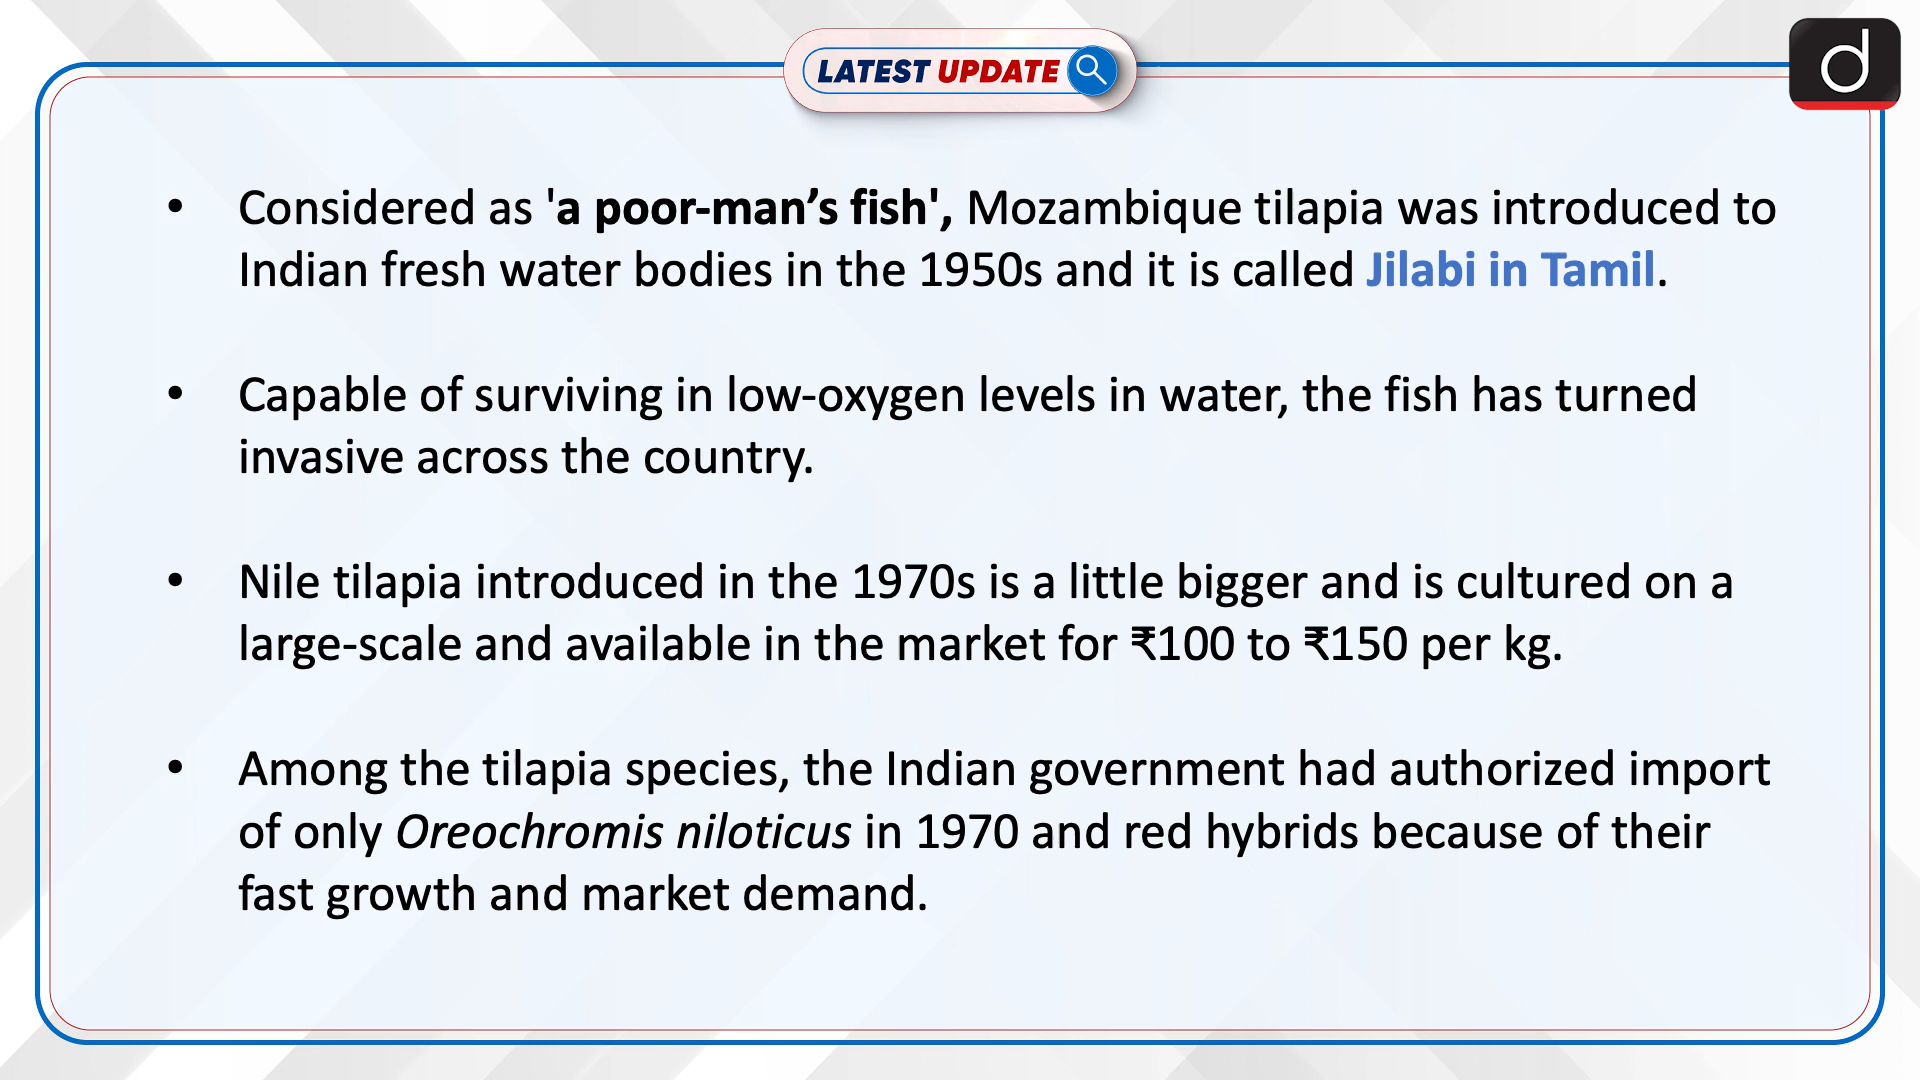 LATEST UPDATE
d
• Considered as 'a poor-man’s fish', Mozambique tilapia was introduced to
Indian fresh water bodies in the 1950s and it is called Jilabi in Tamil.
• Capable of surviving in low-oxygen levels in water, the fish has turned
invasive across the country.
• Nile tilapia introduced in the 1970s is a little bigger and is cultured on a
large-scale and available in the market for ₹100 to ₹150 per kg.
• Among the tilapia species, the Indian government had authorized import
of only Oreochromis niloticus in 1970 and red hybrids because of their
fast growth and market demand.